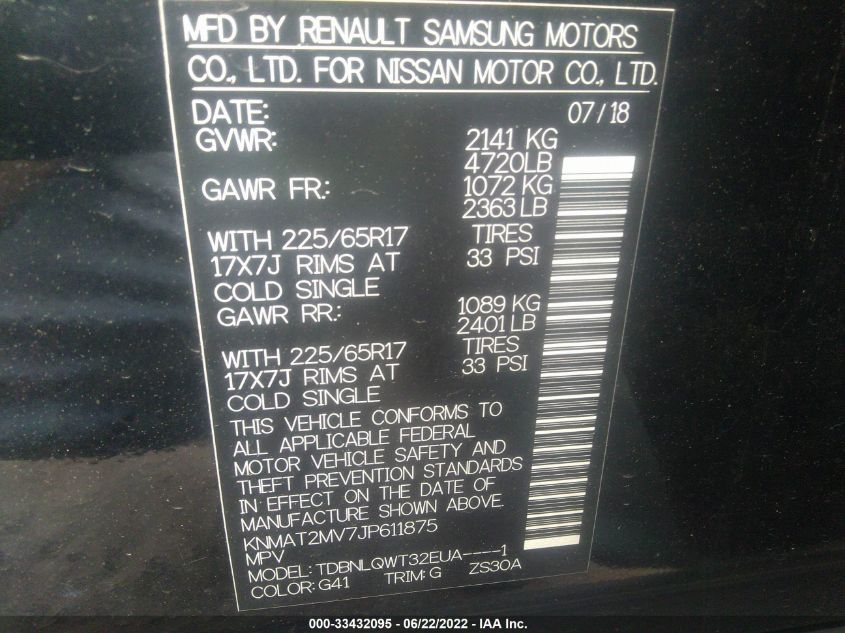 MFD BY RENAULT SAMSUNG MOTORS
CO., LTD. FOR NISSAN MOTOR CO., LTD.
DATE: 07/18
GVWR: 2141 KG
4720LB
GAWR FR.: 1072 KG
2363 LB
WITH 225/65R17 TIRES
17X7J RIMS AT 33 PSI
COLD SINGLE
GAWR RR.: 1089 KG
2401 LB
WITH 225/65R17 TIRES
17X7J RIMS AT 33 PSI
COLD SINGLE
THIS VEHICLE CONFORMS TO
ALL APPLICABLE FEDERAL
MOTOR VEHICLE SAFETY AND
THEFT PREVENTION STANDARDS
IN EFFECT ON THE DATE OF
MANUFACTURE SHOWN ABOVE.
KNMAT2MV7JP611875
MPV
MODEL: TDBNLQWT32EUA----1
COLOR: G41 TRIM: G ZS30A
000-33432095 - 06/22/2022 - IAA Inc.